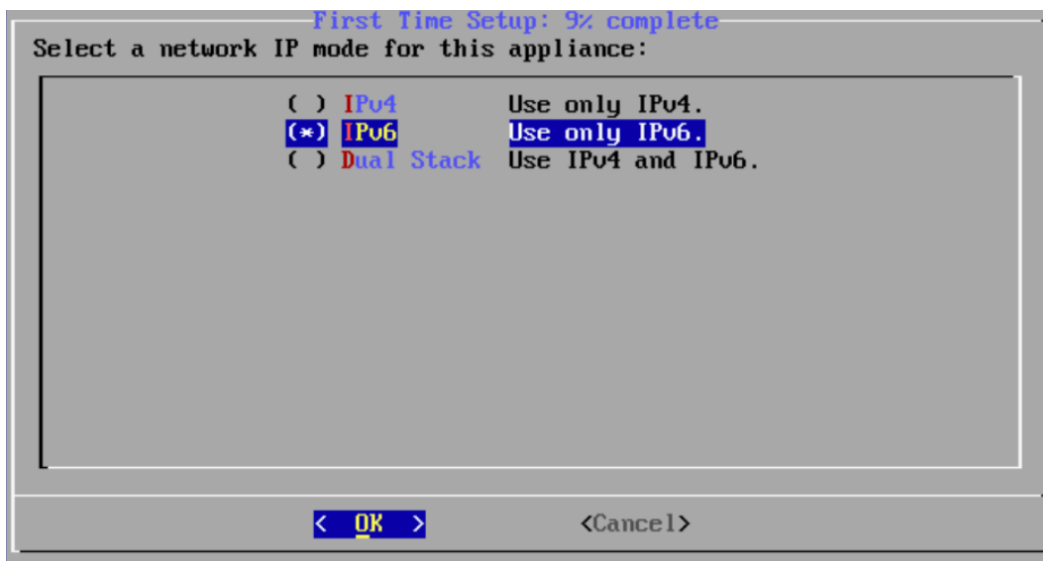 First Time Setup: 9% complete
Select a network IP mode for this appliance:
( ) IPv4 Use only IPv4.
(*) IPv6 Use only IPv6.
( ) Dual Stack Use IPv4 and IPv6.
< OK > <Cancel>